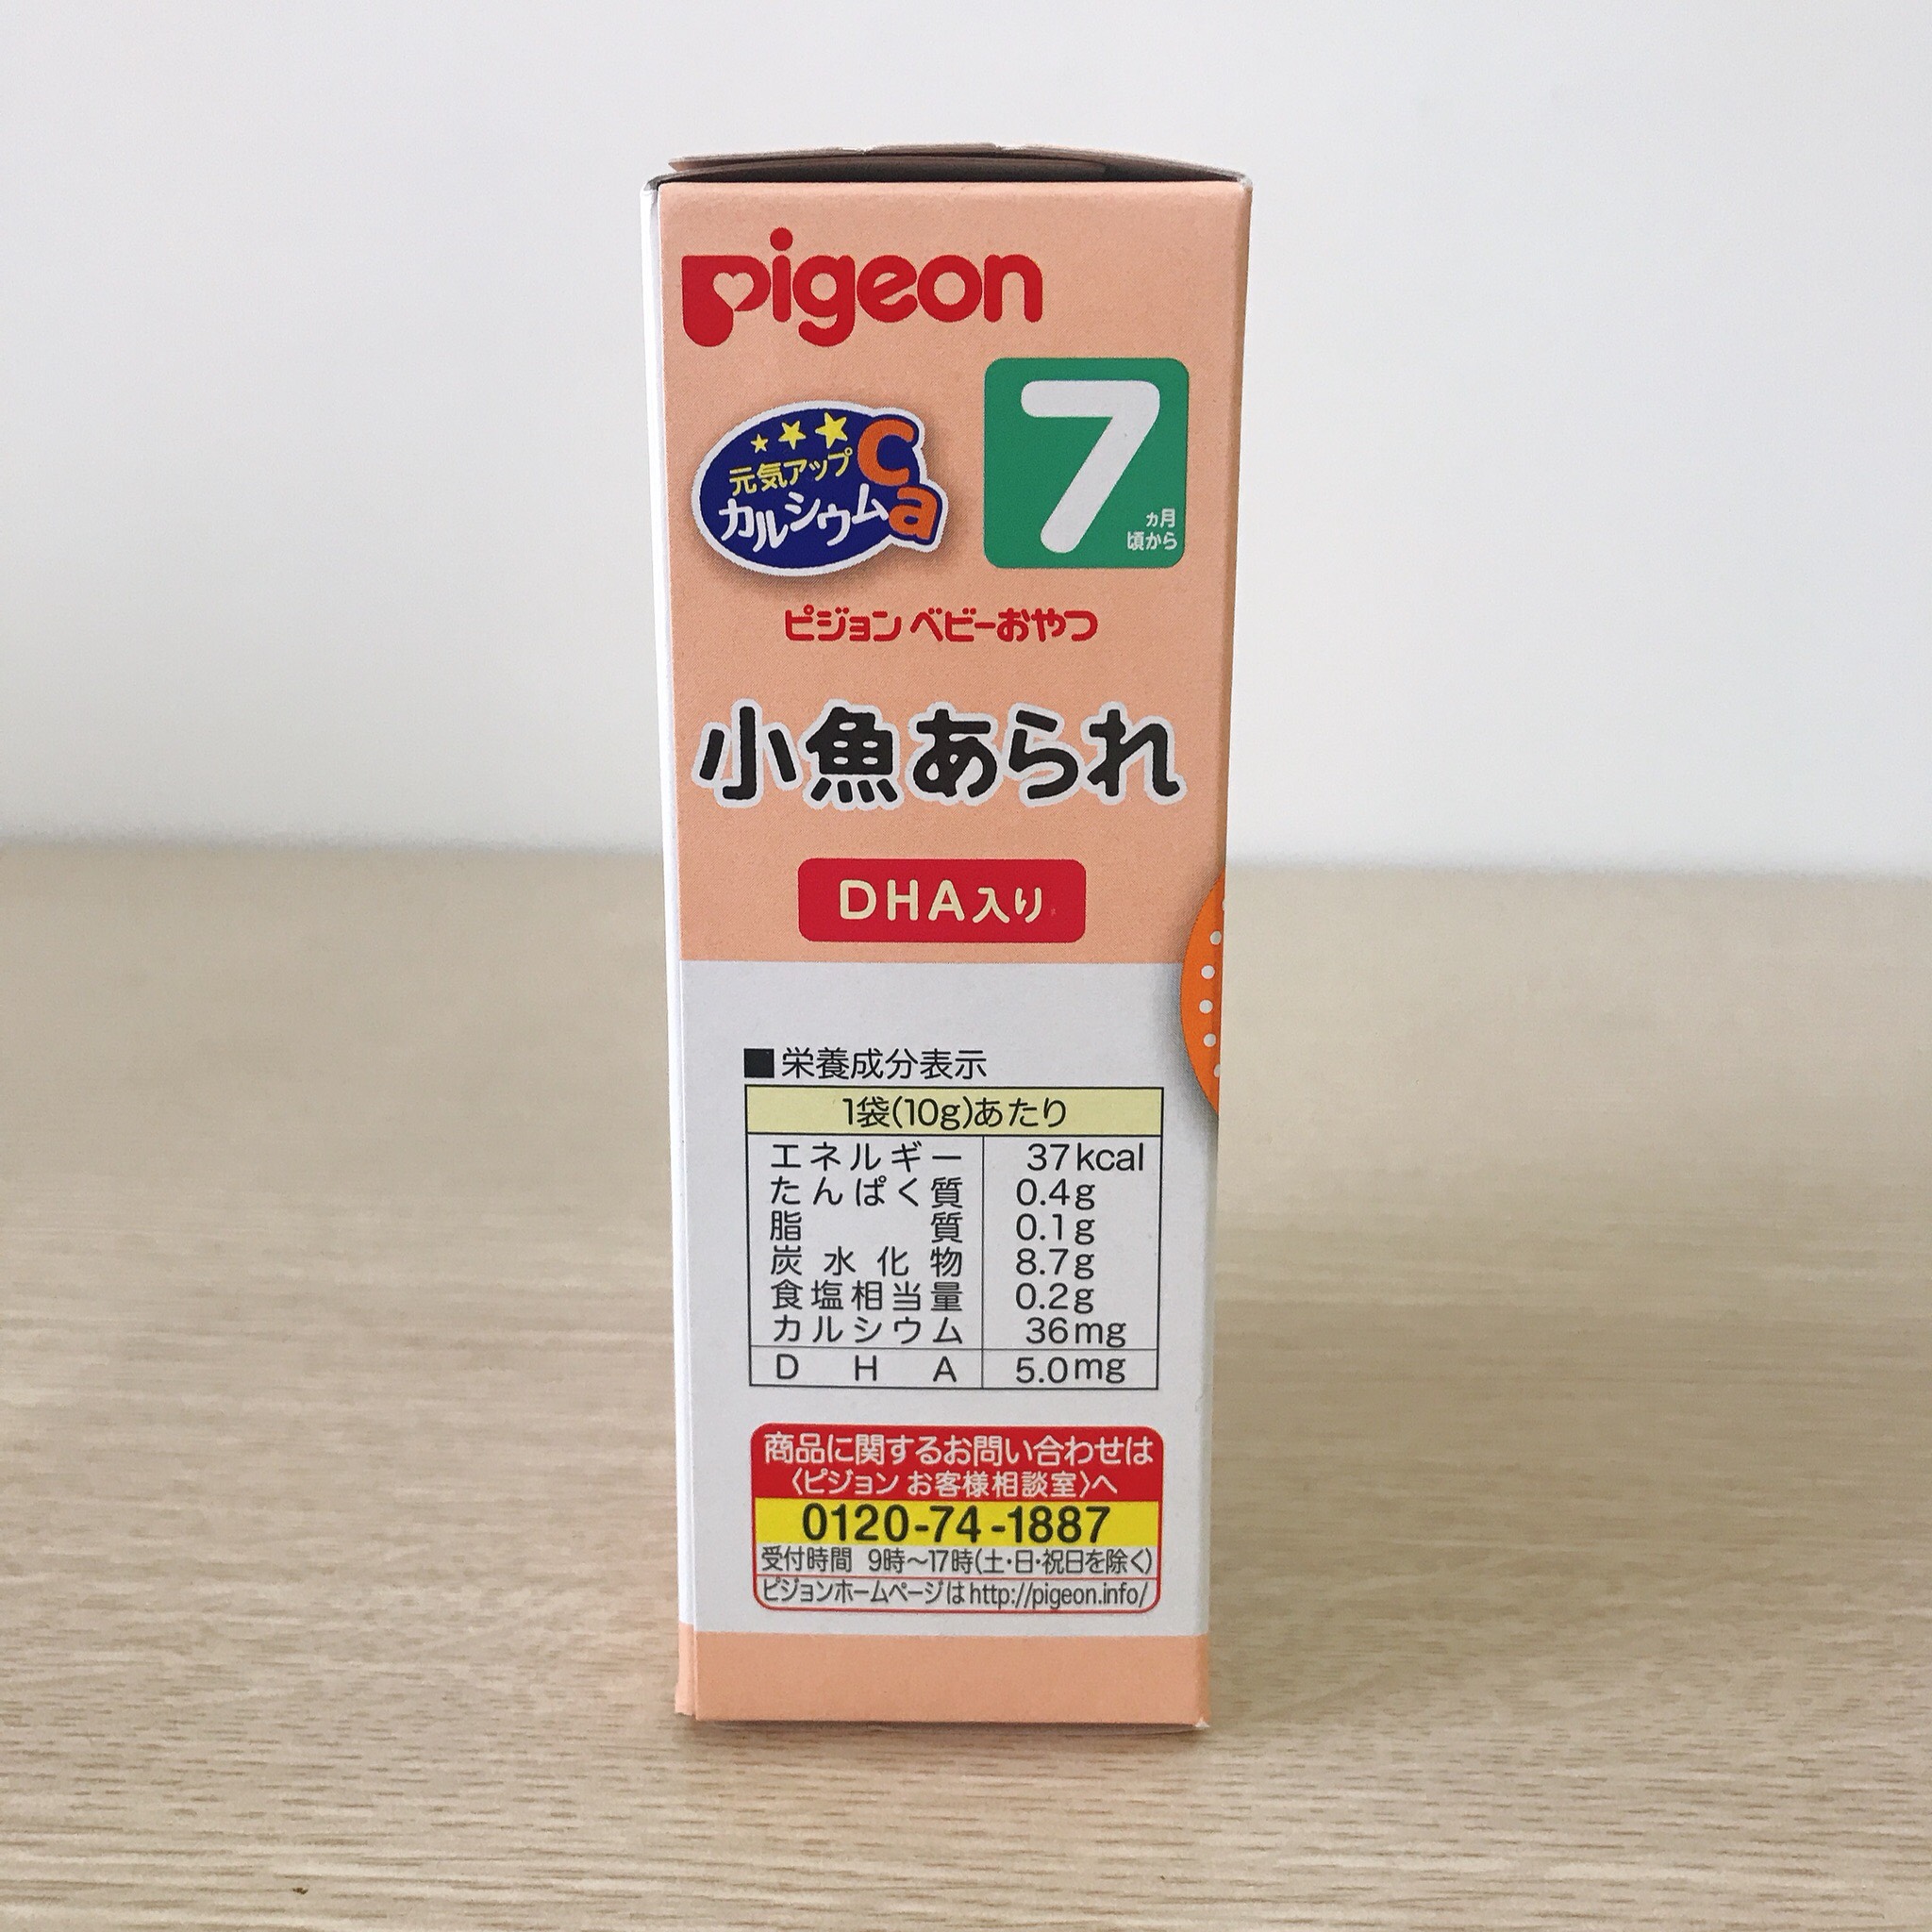 pigeon
元気アップ
カルシウム
Ca
7
ヵ月
頃から
ピジョン ベビーおやつ
小魚あられ
DHA入り
■栄養成分表示
1袋(10g)あたり
エネルギー 37kcal
たんぱく質 0.4g
脂質 0.1g
炭水化物 8.7g
食塩相当量 0.2g
カルシウム 36mg
DHA 5.0mg
商品に関するお問い合わせは
〈ピジョン お客様相談室〉へ
0120-74-1887
受付時間 9時～17時(土・日・祝日を除く)
ピジョンホームページは http://pigeon.info/